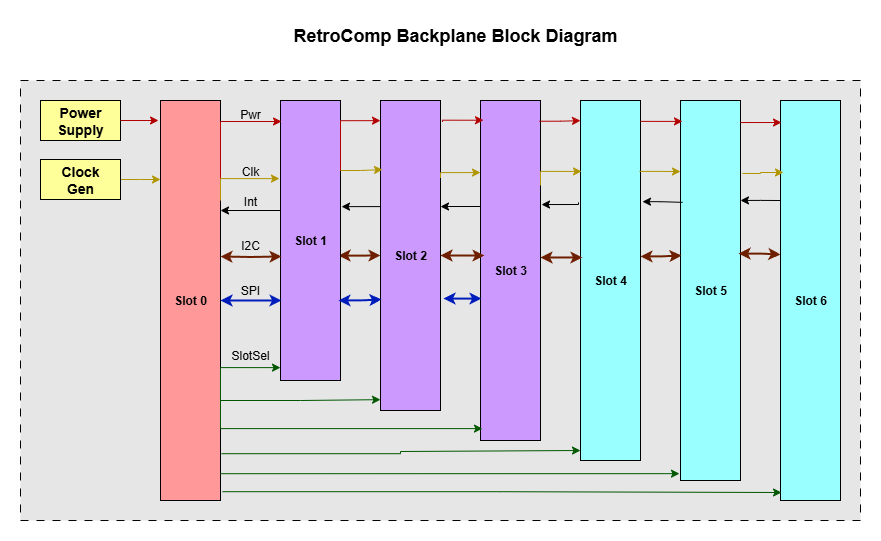 RetroComp Backplane Block Diagram
Power
Supply
Pwr
Clock
Gen
Clk
Int
I2C
SPI
SlotSel
Slot 0
Slot 1
Slot 2
Slot 3
Slot 4
Slot 5
Slot 6